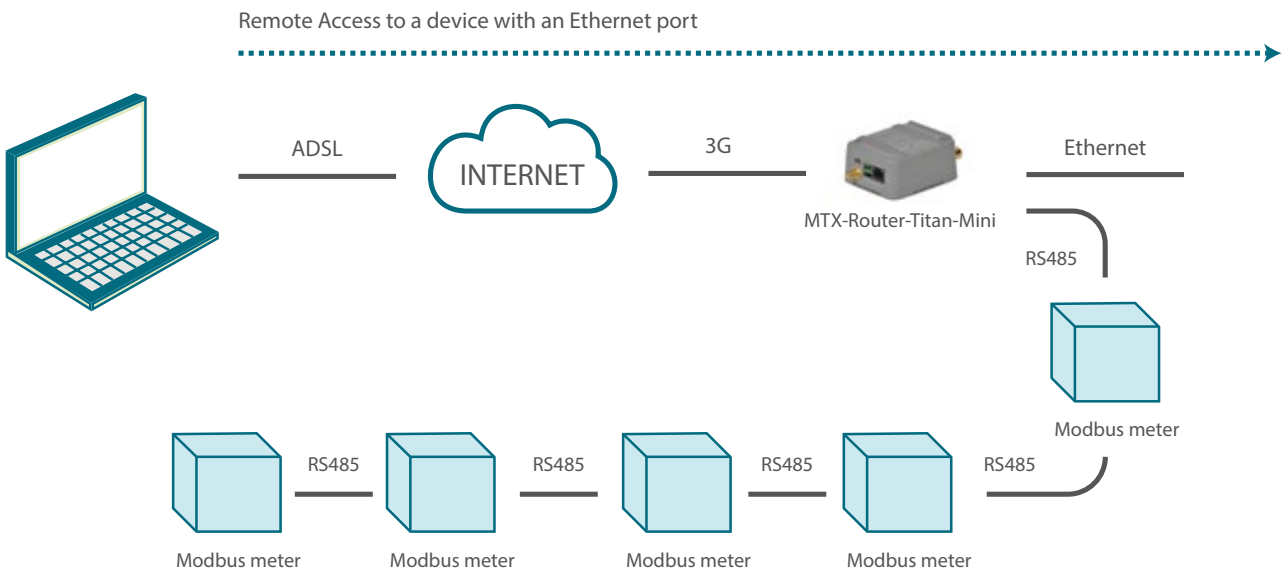 Remote Access to a device with an Ethernet port
ADSL
INTERNET
3G
Ethernet
MTX-Router-Titan-Mini
RS485
Modbus meter
RS485
RS485
RS485
RS485
Modbus meter
Modbus meter
Modbus meter
Modbus meter